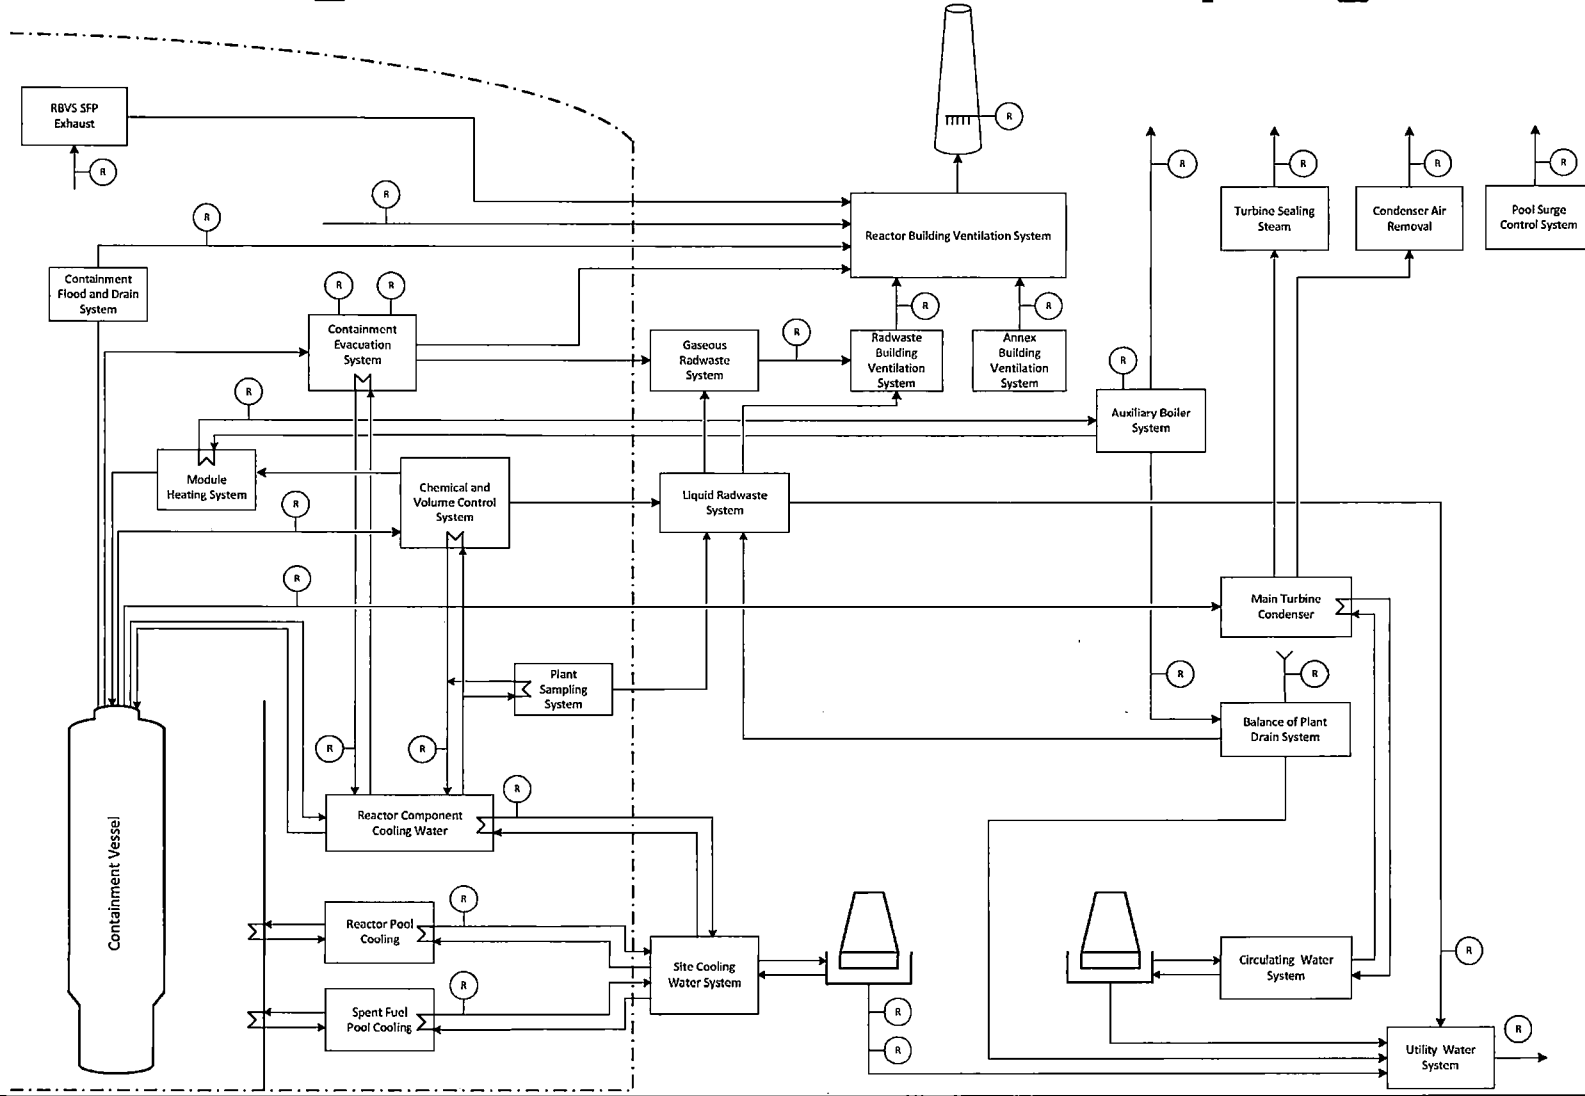 R
RBVS SFP
Exhaust
R
R
R
R
R
R
R
Turbine Sealing
Steam
Condenser Air
Removal
Pool Surge
Control System
Reactor Building Ventilation System
Containment
Flood and Drain
System
R
R
R
R
Containment
Evacuation
System
Gaseous
Radwaste
System
R
Radwaste
Building
Ventilation
System
Annex
Building
Ventilation
System
R
R
Auxiliary Boiler
System
Module
Heating System
R
Chemical and
Volume Control
System
Liquid Radwaste
System
R
Main Turbine
Condenser
Plant
Sampling
System
R
R
Balance of Plant
Drain System
R
R
R
Reactor Component
Cooling Water
Containment Vessel
R
Reactor Pool
Cooling
R
Spent Fuel
Pool Cooling
Site Cooling
Water System
R
R
Circulating Water
System
R
R
Utility Water
System